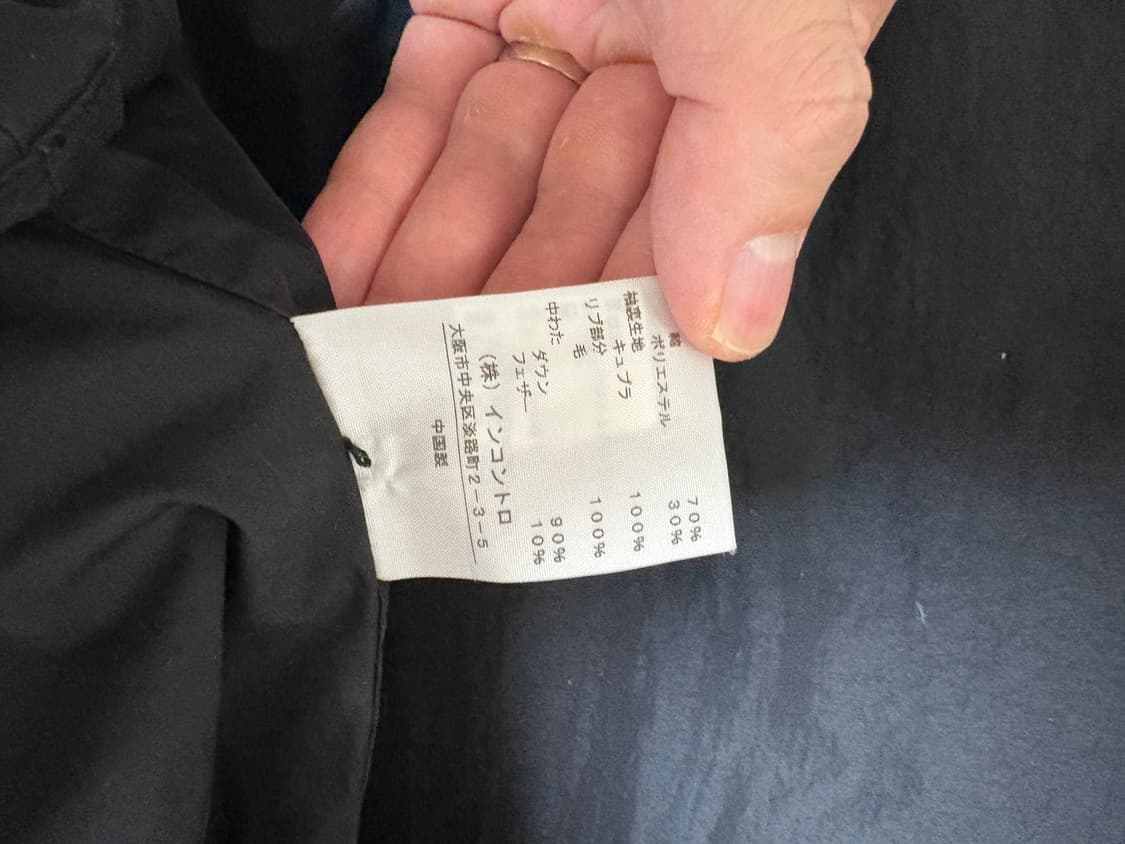 綿 70%
ポリエステル 30%
袖裏生地
キュプラ 100%
リブ部分
毛 100%
中わた
ダウン 90%
フェザー 10%
(株) インコントロ
大阪市中央区淡路町2-3-5
中国製